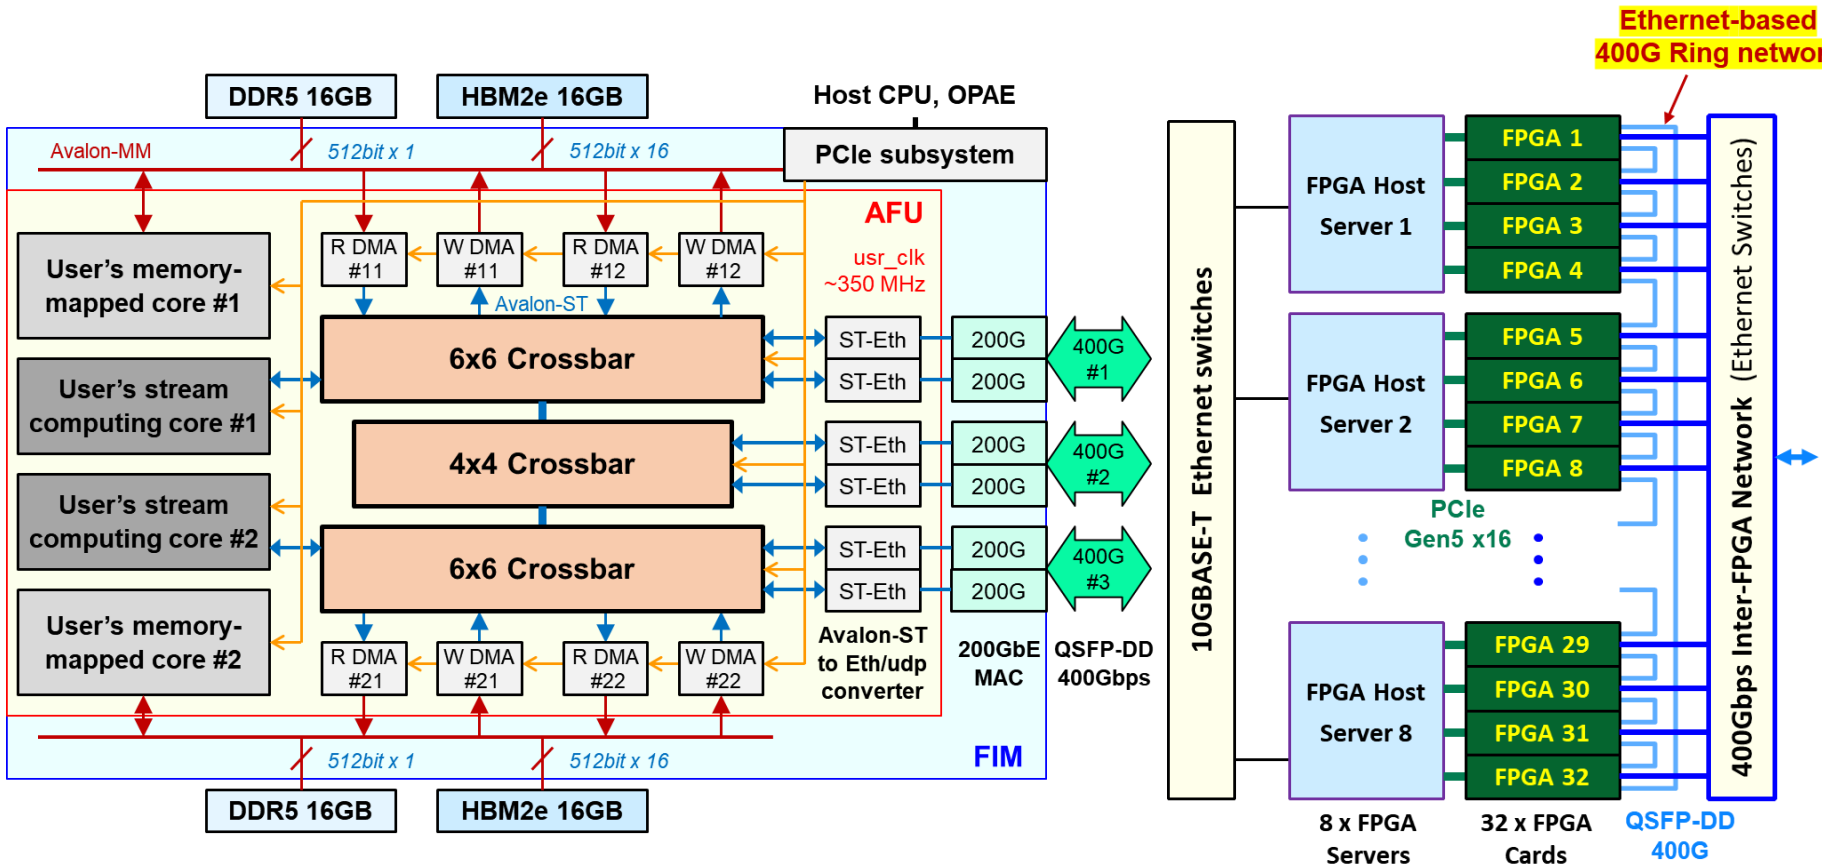 Ethernet-based
400G Ring networ
DDR5 16GB
HBM2e 16GB
Host CPU, OPAE
Avalon-MM
512bit x 1
512bit x 16
PCIe subsystem
AFU
usr_clk
~350 MHz
R DMA
#11
W DMA
#11
R DMA
#12
W DMA
#12
User's memory-
mapped core #1
Avalon-ST
6x6 Crossbar
User's stream
computing core #1
4x4 Crossbar
User's stream
computing core #2
6x6 Crossbar
User's memory-
mapped core #2
R DMA
#21
W DMA
#21
R DMA
#22
W DMA
#22
ST-Eth
ST-Eth
ST-Eth
ST-Eth
ST-Eth
ST-Eth
200G
200G
200G
200G
200G
200G
400G
#1
400G
#2
400G
#3
Avalon-ST
to Eth/udp
converter
200GbE
MAC
QSFP-DD
400Gbps
FIM
512bit x 1
512bit x 16
DDR5 16GB
HBM2e 16GB
10GBASE-T Ethernet switches
FPGA Host
Server 1
FPGA 1
FPGA 2
FPGA 3
FPGA 4
FPGA Host
Server 2
FPGA 5
FPGA 6
FPGA 7
FPGA 8
PCIe
Gen5 x16
FPGA Host
Server 8
FPGA 29
FPGA 30
FPGA 31
FPGA 32
400Gbps Inter-FPGA Network (Ethernet Switches)
8 x FPGA
Servers
32 x FPGA
Cards
QSFP-DD
400G